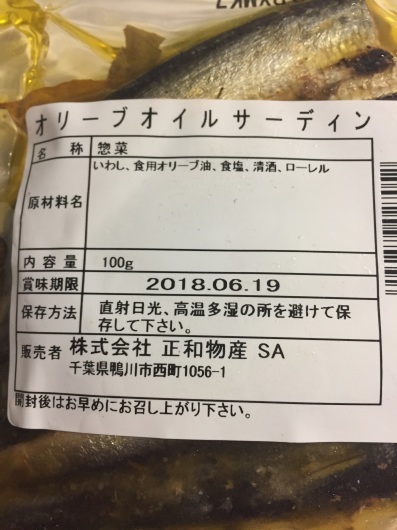 オリーブオイルサーディン
名称 惣菜
原材料名 いわし、食用オリーブ油、食塩、清酒、ローレル
内容量 100g
賞味期限 2018.06.19
保存方法 直射日光、高温多湿の所を避けて保
存して下さい。
販売者 株式会社 正和物産 SA
千葉県鴨川市西町1056-1
開封後はお早めにお召し上がり下さい。